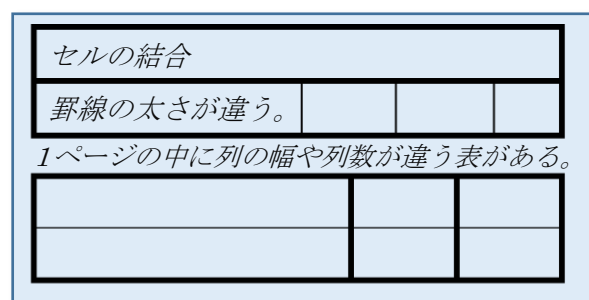 セルの結合
罫線の太さが違う。
1ページの中に列の幅や列数が違う表がある。